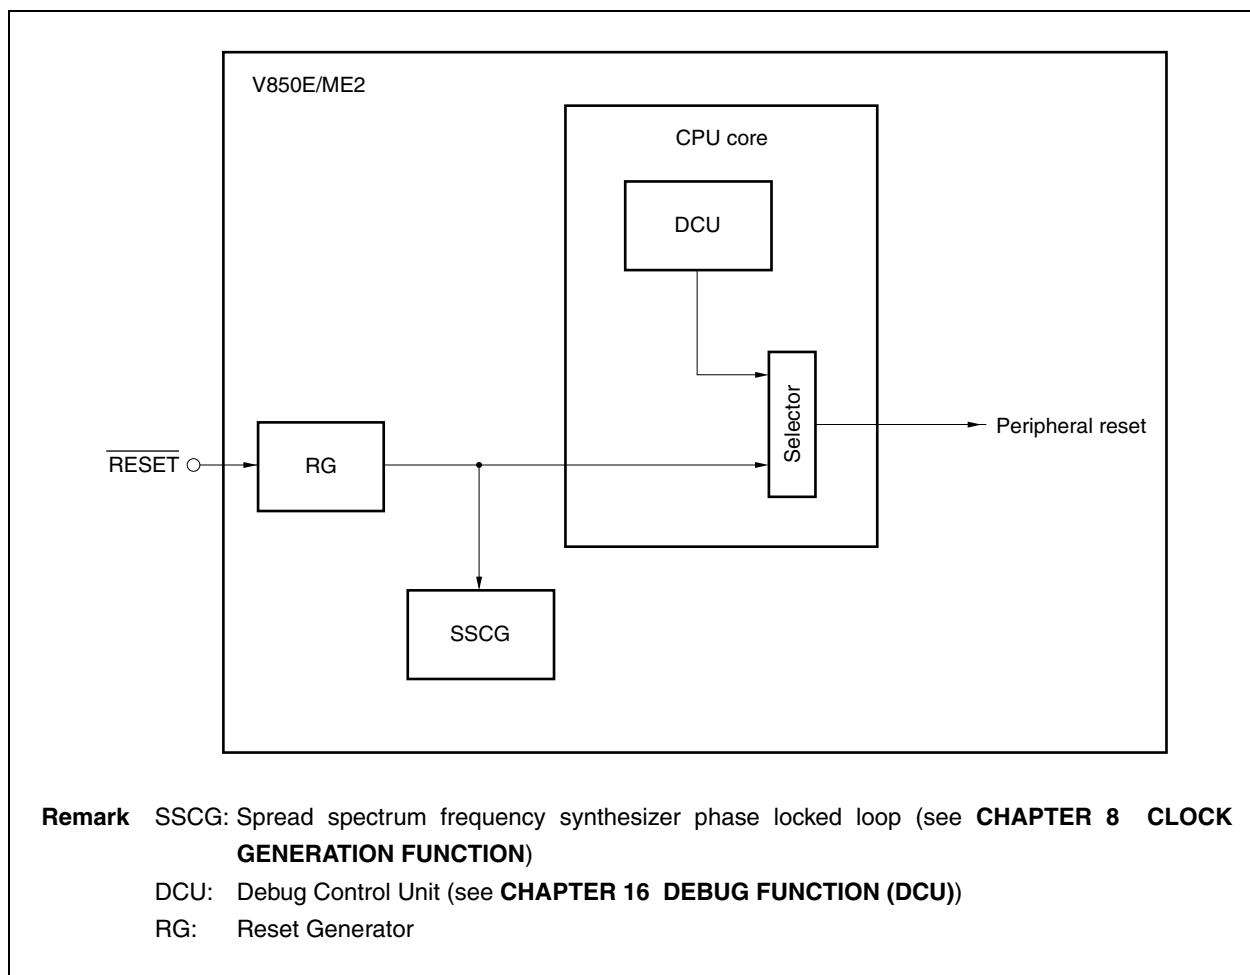 V850E/ME2
CPU core
DCU
Selector
Peripheral reset
RESET
RG
SSCG
Remark SSCG: Spread spectrum frequency synthesizer phase locked loop (see CHAPTER 8 CLOCK
GENERATION FUNCTION)
DCU: Debug Control Unit (see CHAPTER 16 DEBUG FUNCTION (DCU))
RG: Reset Generator